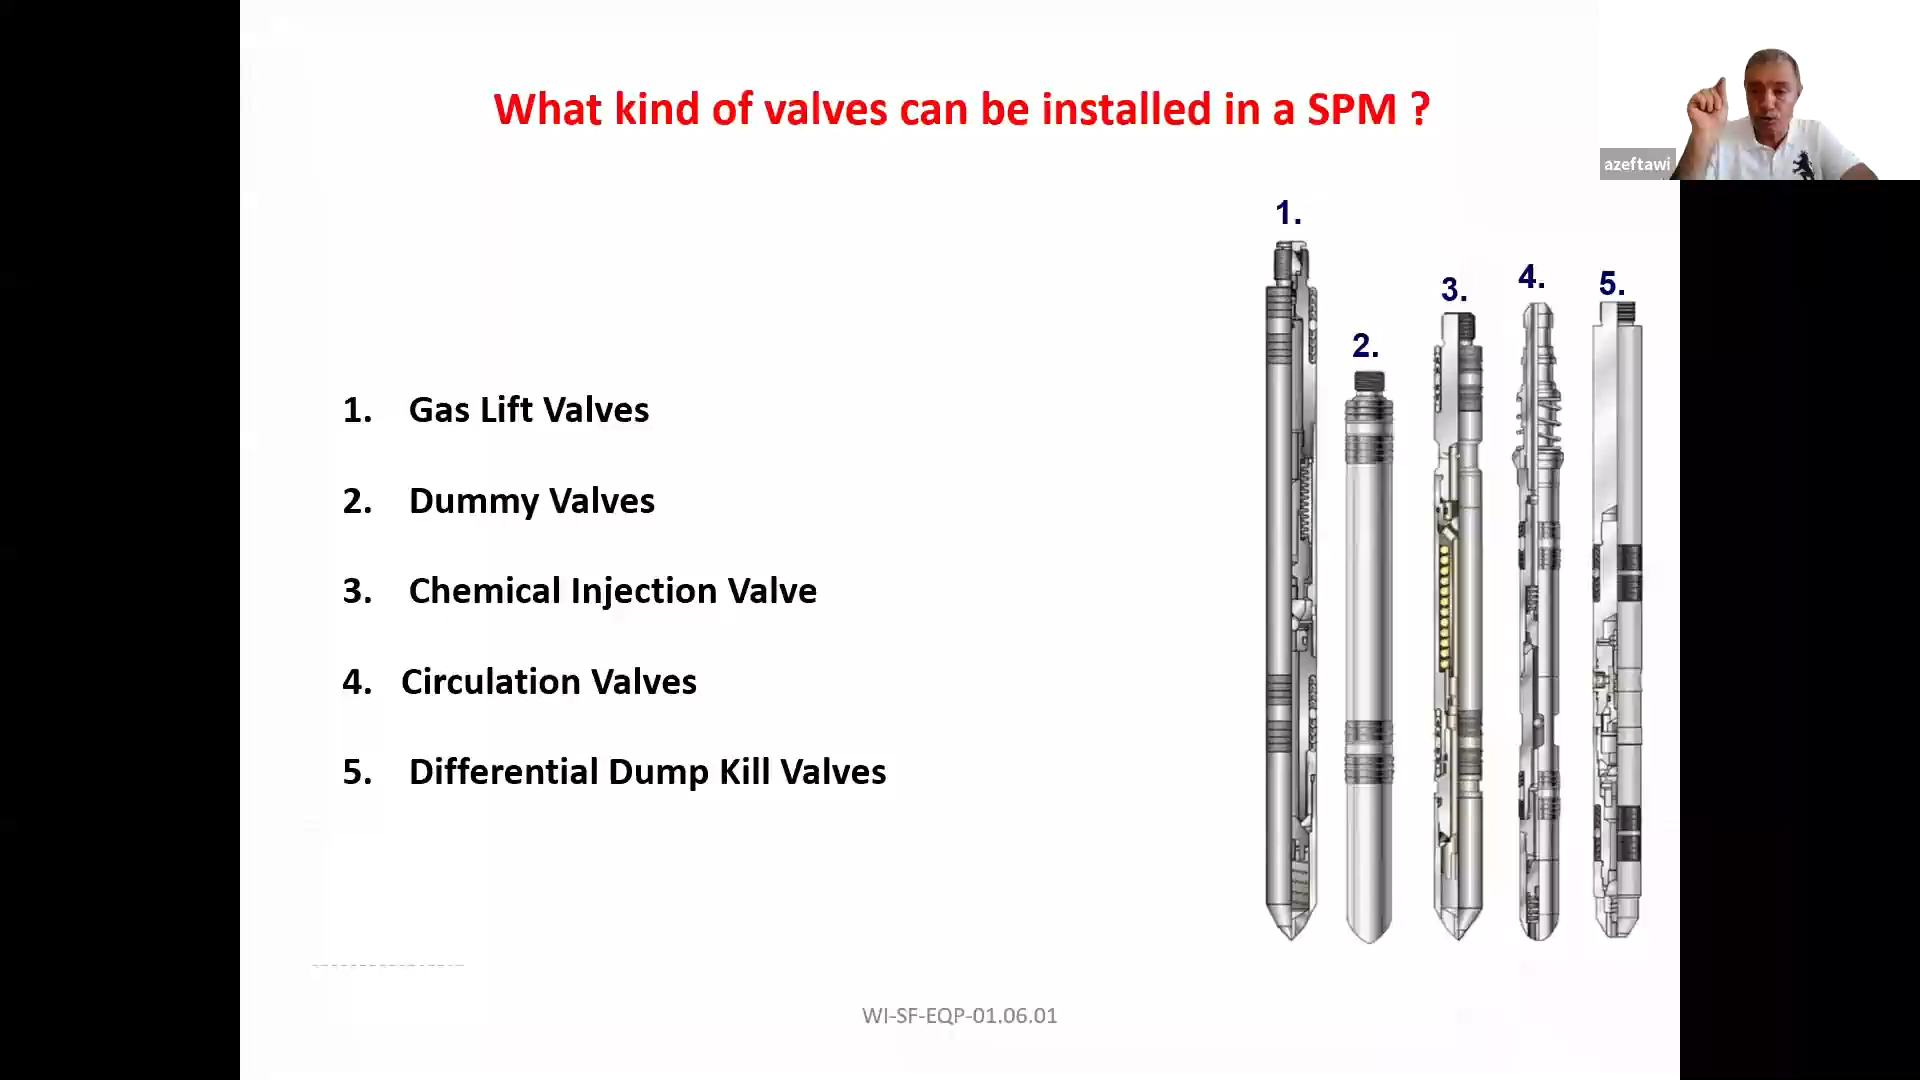 What kind of valves can be installed in a SPM ?
azeftawi
1.
2.
3.
4.
5.
1. Gas Lift Valves
2. Dummy Valves
3. Chemical Injection Valve
4. Circulation Valves
5. Differential Dump Kill Valves
WI-SF-EQP-01.06.01